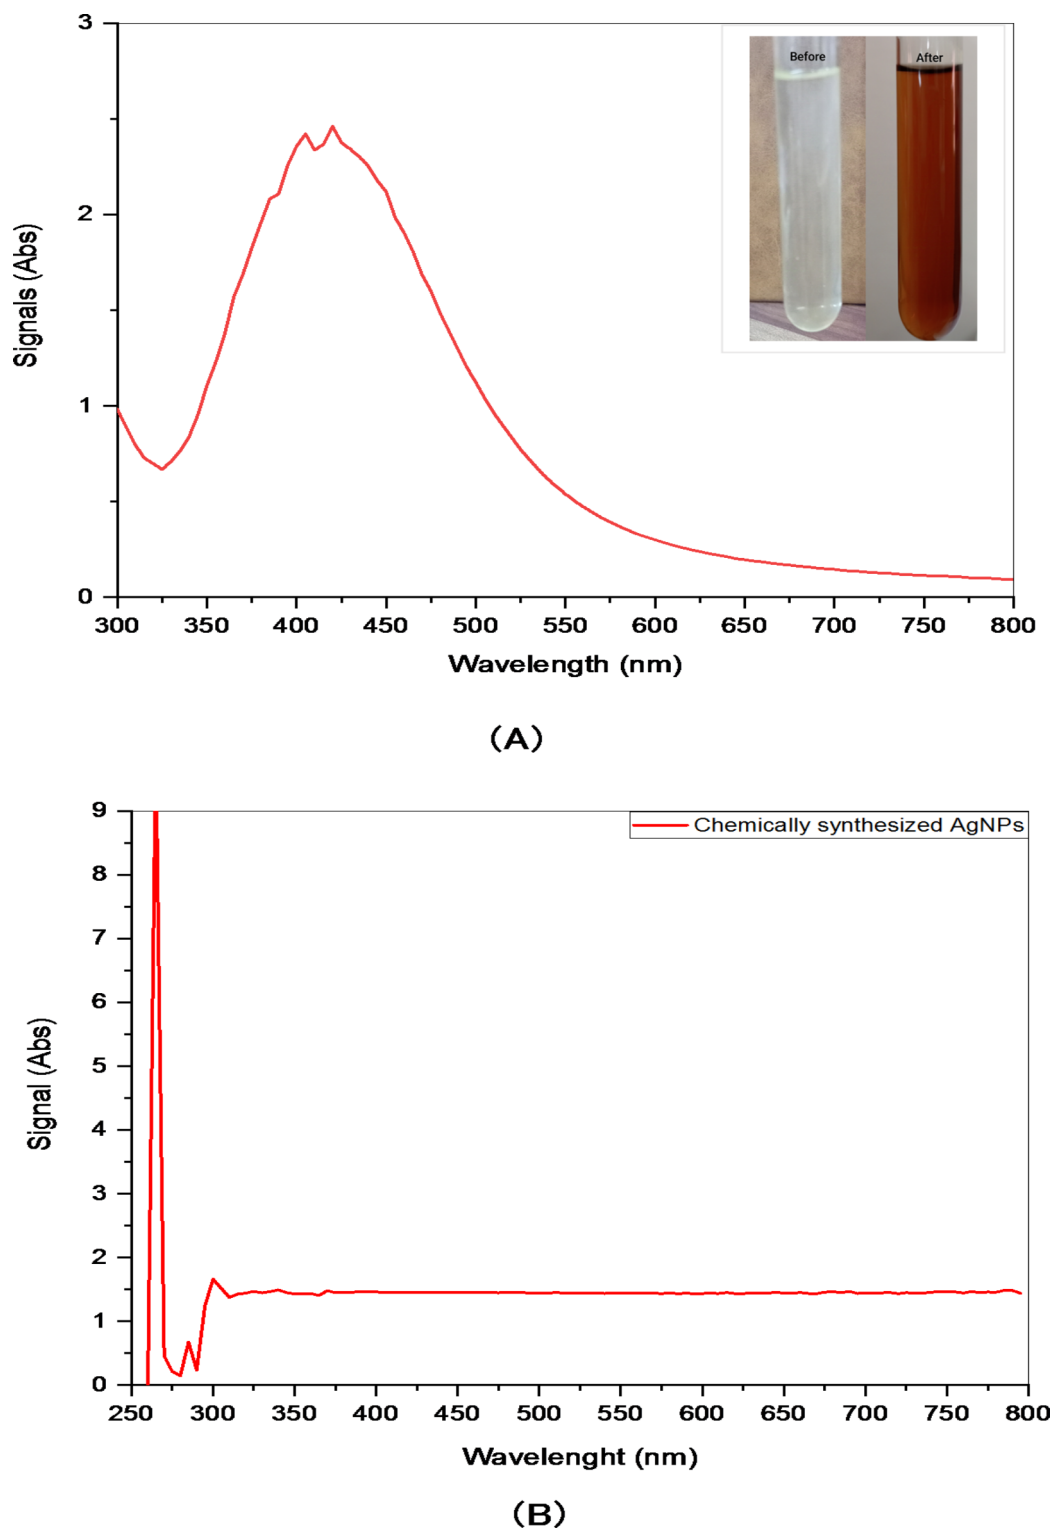 3
2
1
0
Signals (Abs)
Before
After
300 350 400 450 500 550 600 650 700 750 800
Wavelength (nm)
(A)
9
8
7
6
5
4
3
2
1
0
Signal (Abs)
Chemically synthesized AgNPs
250 300 350 400 450 500 550 600 650 700 750 800
Wavelenght (nm)
(B)